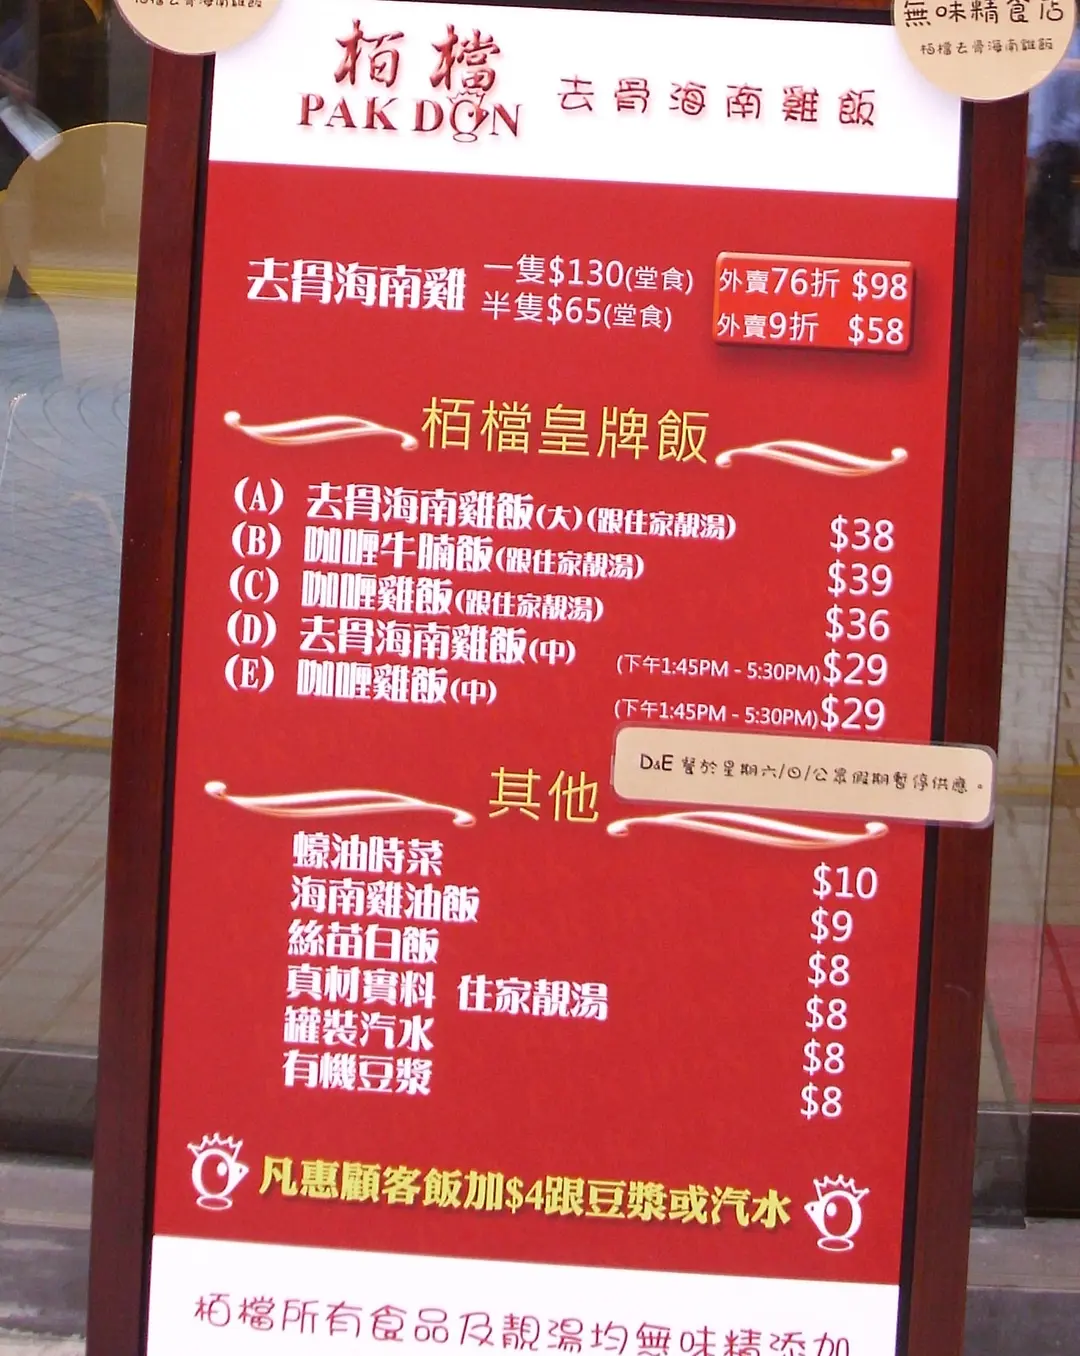 栢檔去骨海南雞飯
無味精食店
栢檔去骨海南雞飯
栢檔
PAK DON
去骨海南雞飯
去骨海南雞 一隻$130(堂食) 外賣76折 $98
半隻$65(堂食) 外賣9折 $58
栢檔皇牌飯
(A) 去骨海南雞飯(大)(跟住家靚湯) $38
(B) 咖喱牛腩飯(跟住家靚湯) $39
(C) 咖喱雞飯(跟住家靚湯) $36
(D) 去骨海南雞飯(中) (下午1:45PM - 5:30PM) $29
(E) 咖喱雞飯(中) (下午1:45PM - 5:30PM) $29
D&E 餐於星期六/日/公眾假期暫停供應。
其他
蠔油時菜 $10
海南雞油飯 $9
絲苗白飯 $8
真材實料 住家靚湯 $8
罐裝汽水 $8
有機豆漿 $8
凡惠顧客飯加$4跟豆漿或汽水
栢檔所有食品及靚湯均無味精添加